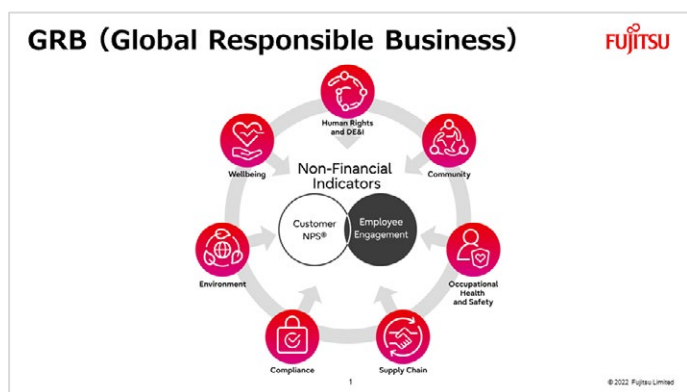 GRB（Global Responsible Business）
FUJITSU
Human Rights
and DE&I
Wellbeing
Community
Non-Financial
Indicators
Customer
NPS®
Employee
Engagement
Environment
Occupational
Health
and Safety
Compliance
Supply Chain
1
© 2022 Fujitsu Limited